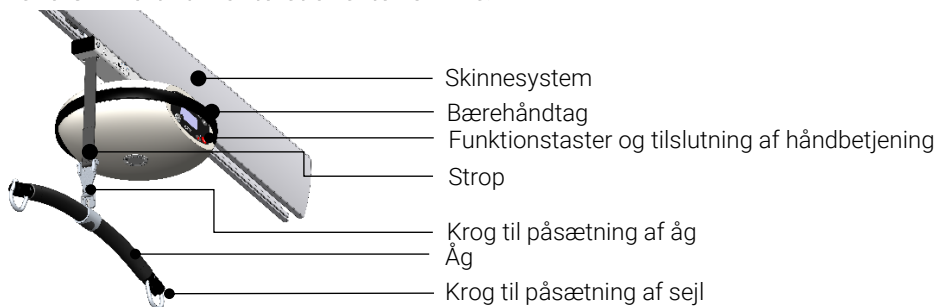 Skinnesystem
Bærehåndtag
Funktionstaster og tilslutning af håndbetjening
Strop
Krog til påsætning af åg
Åg
Krog til påsætning af sejl